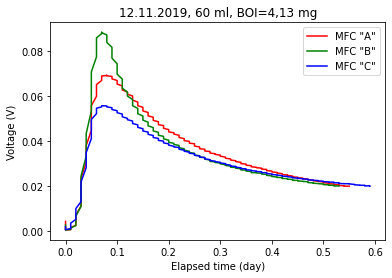 12.11.2019, 60 ml, BOI=4,13 mg
MFC "A"
MFC "B"
MFC "C"
Voltage (V)
0.08
0.06
0.04
0.02
0.00
0.0 0.1 0.2 0.3 0.4 0.5 0.6
Elapsed time (day)